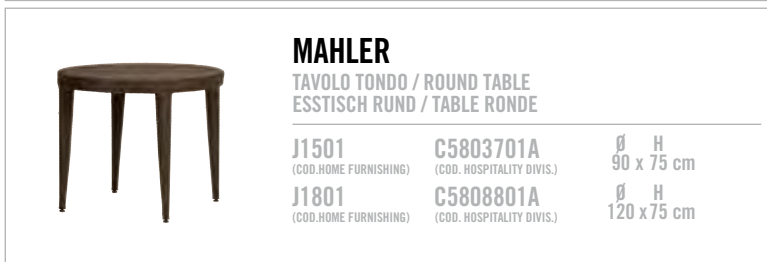 MAHLER
TAVOLO TONDO / ROUND TABLE
ESSTISCH RUND / TABLE RONDE
J1501 C5803701A Ø H
(COD.HOME FURNISHING) (COD. HOSPITALITY DIVIS.) 90 x 75 cm
J1801 C5808801A Ø H
(COD.HOME FURNISHING) (COD. HOSPITALITY DIVIS.) 120 x 75 cm